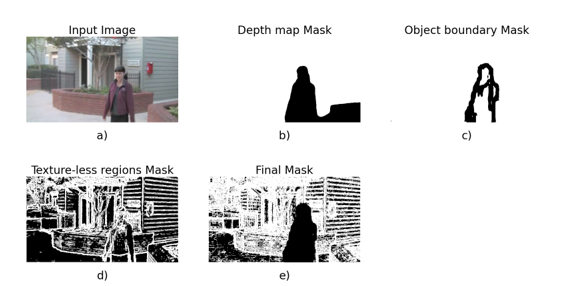 Input Image
Depth map Mask
Object boundary Mask
a)
b)
c)
Texture-less regions Mask
Final Mask
d)
e)